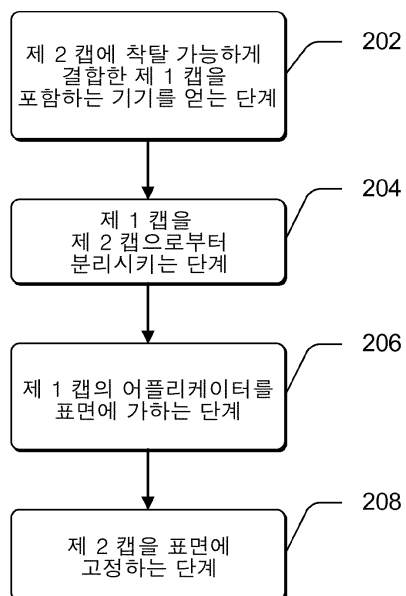 제 2 캡에 착탈 가능하게
결합한 제 1 캡을
포함하는 기기를 얻는 단계
202
제 1 캡을
제 2 캡으로부터
분리시키는 단계
204
제 1 캡의 어플리케이터를
표면에 가하는 단계
206
제 2 캡을 표면에
고정하는 단계
208